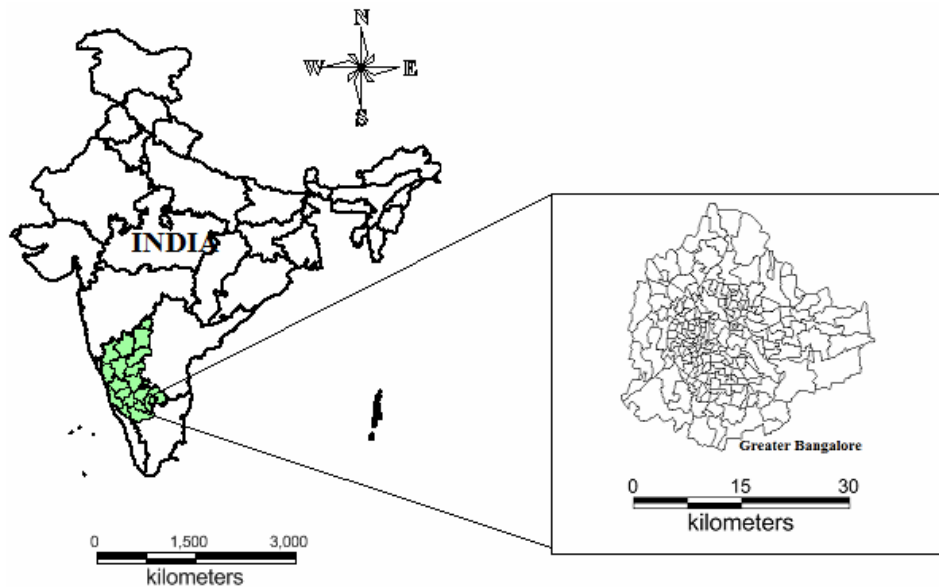 N
W E
S
INDIA
Greater Bangalore
0 15 30
kilometers
0 1,500 3,000
kilometers